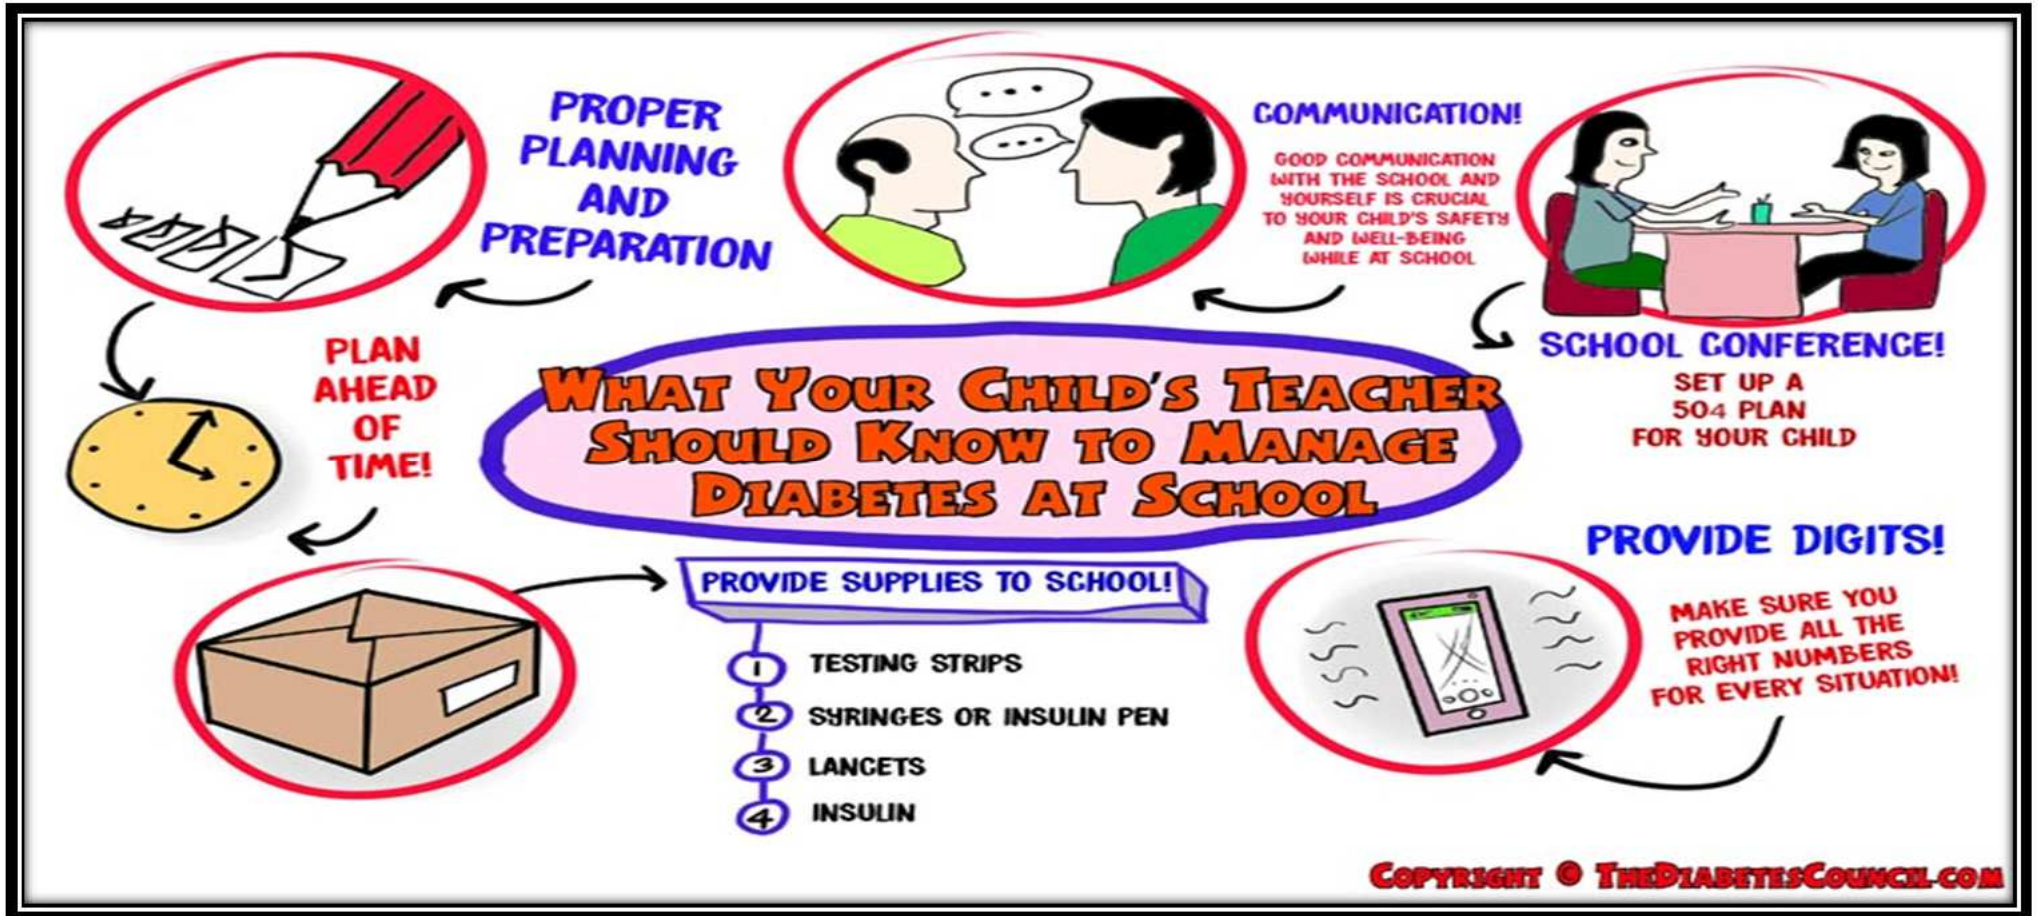 PROPER
PLANNING
AND
PREPARATION
COMMUNICATION!
GOOD COMMUNICATION
WITH THE SCHOOL AND
YOURSELF IS CRUCIAL
TO YOUR CHILD'S SAFETY
AND WELL-BEING
WHILE AT SCHOOL
SCHOOL CONFERENCE!
SET UP A
504 PLAN
FOR YOUR CHILD
PLAN
AHEAD
OF
TIME!
WHAT YOUR CHILD'S TEACHER
SHOULD KNOW TO MANAGE
DIABETES AT SCHOOL
PROVIDE SUPPLIES TO SCHOOL!
1 TESTING STRIPS
2 SYRINGES OR INSULIN PEN
3 LANCETS
4 INSULIN
PROVIDE DIGITS!
MAKE SURE YOU
PROVIDE ALL THE
RIGHT NUMBERS
FOR EVERY SITUATION!
COPYRIGHT © THEDIABETESCOUNCIL.COM